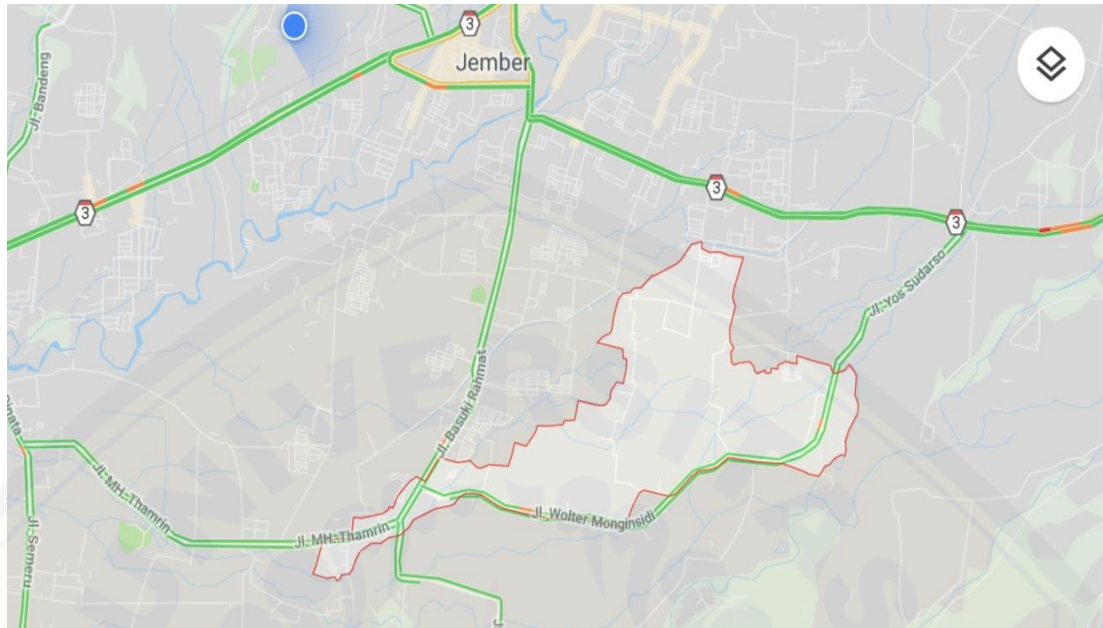 3
Jember
Jl. Bandeng
3
3
3
Jl. Yos Sudarso
Jl. Basuki Rahmat
Jl. MH. Thamrin
Jl. MH. Thamrin
Jl. Wolter Monginsidi
Jl. Semeru